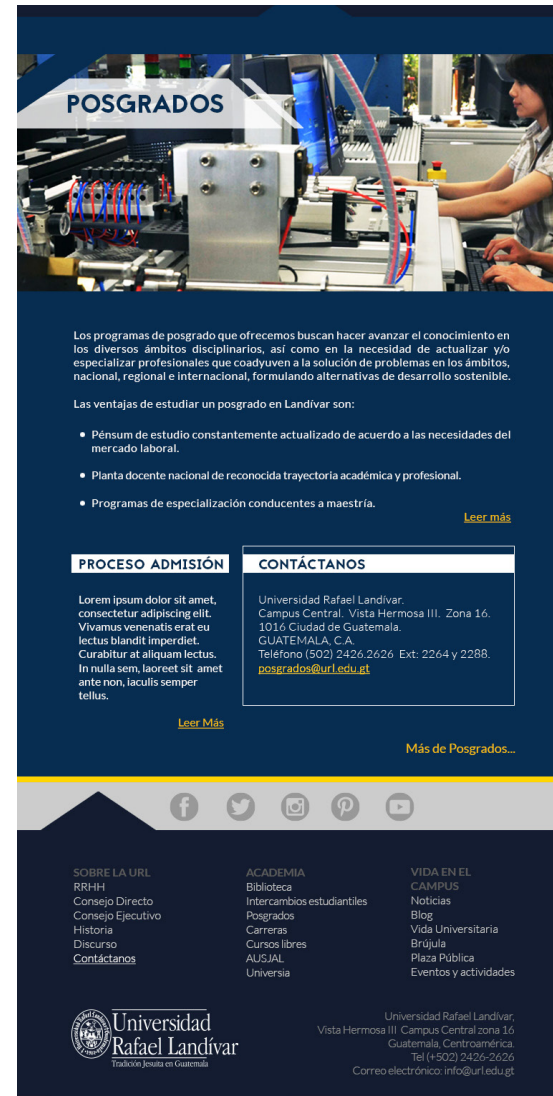 POSGRADOS
Los programas de posgrado que ofrecemos buscan hacer avanzar el conocimiento en
los diversos ámbitos disciplinarios, así como en la necesidad de actualizar y/o
especializar profesionales que coadyuven a la solución de problemas en los ámbitos,
nacional, regional e internacional, formulando alternativas de desarrollo sostenible.
Las ventajas de estudiar un posgrado en Landívar son:
Pénsum de estudio constantemente actualizado de acuerdo a las necesidades del
mercado laboral.
Planta docente nacional de reconocida trayectoria académica y profesional.
Programas de especialización conducentes a maestría.
Leer más
PROCESO ADMISIÓN
Lorem ipsum dolor sit amet,
consectetur adipiscing elit.
Vivamus venenatis erat eu
lectus blandit imperdiet.
Curabitur at aliquam lectus.
In nulla sem, laoreet sit amet
ante non, iaculis semper
tellus.
Leer Más
CONTÁCTANOS
Universidad Rafael Landívar.
Campus Central. Vista Hermosa III. Zona 16.
1016 Ciudad de Guatemala.
GUATEMALA, C.A.
Teléfono (502) 2426.2626 Ext: 2264 y 2288.
posgrados@url.edu.gt
Más de Posgrados...
SOBRE LA URL
RRHH
Consejo Directo
Consejo Ejecutivo
Historia
Discurso
Contáctanos
ACADEMIA
Biblioteca
Intercambios estudiantiles
Posgrados
Carreras
Cursos libres
AUSJAL
Universia
VIDA EN EL
CAMPUS
Noticias
Blog
Vida Universitaria
Brújula
Plaza Pública
Eventos y actividades
Universidad
Rafael Landívar
Tradición Jesuita en Guatemala
Universidad Rafael Landívar,
Vista Hermosa III Campus Central zona 16
Guatemala, Centroamérica.
Tel (+502) 2426-2626
Correo electrónico: info@url.edu.gt